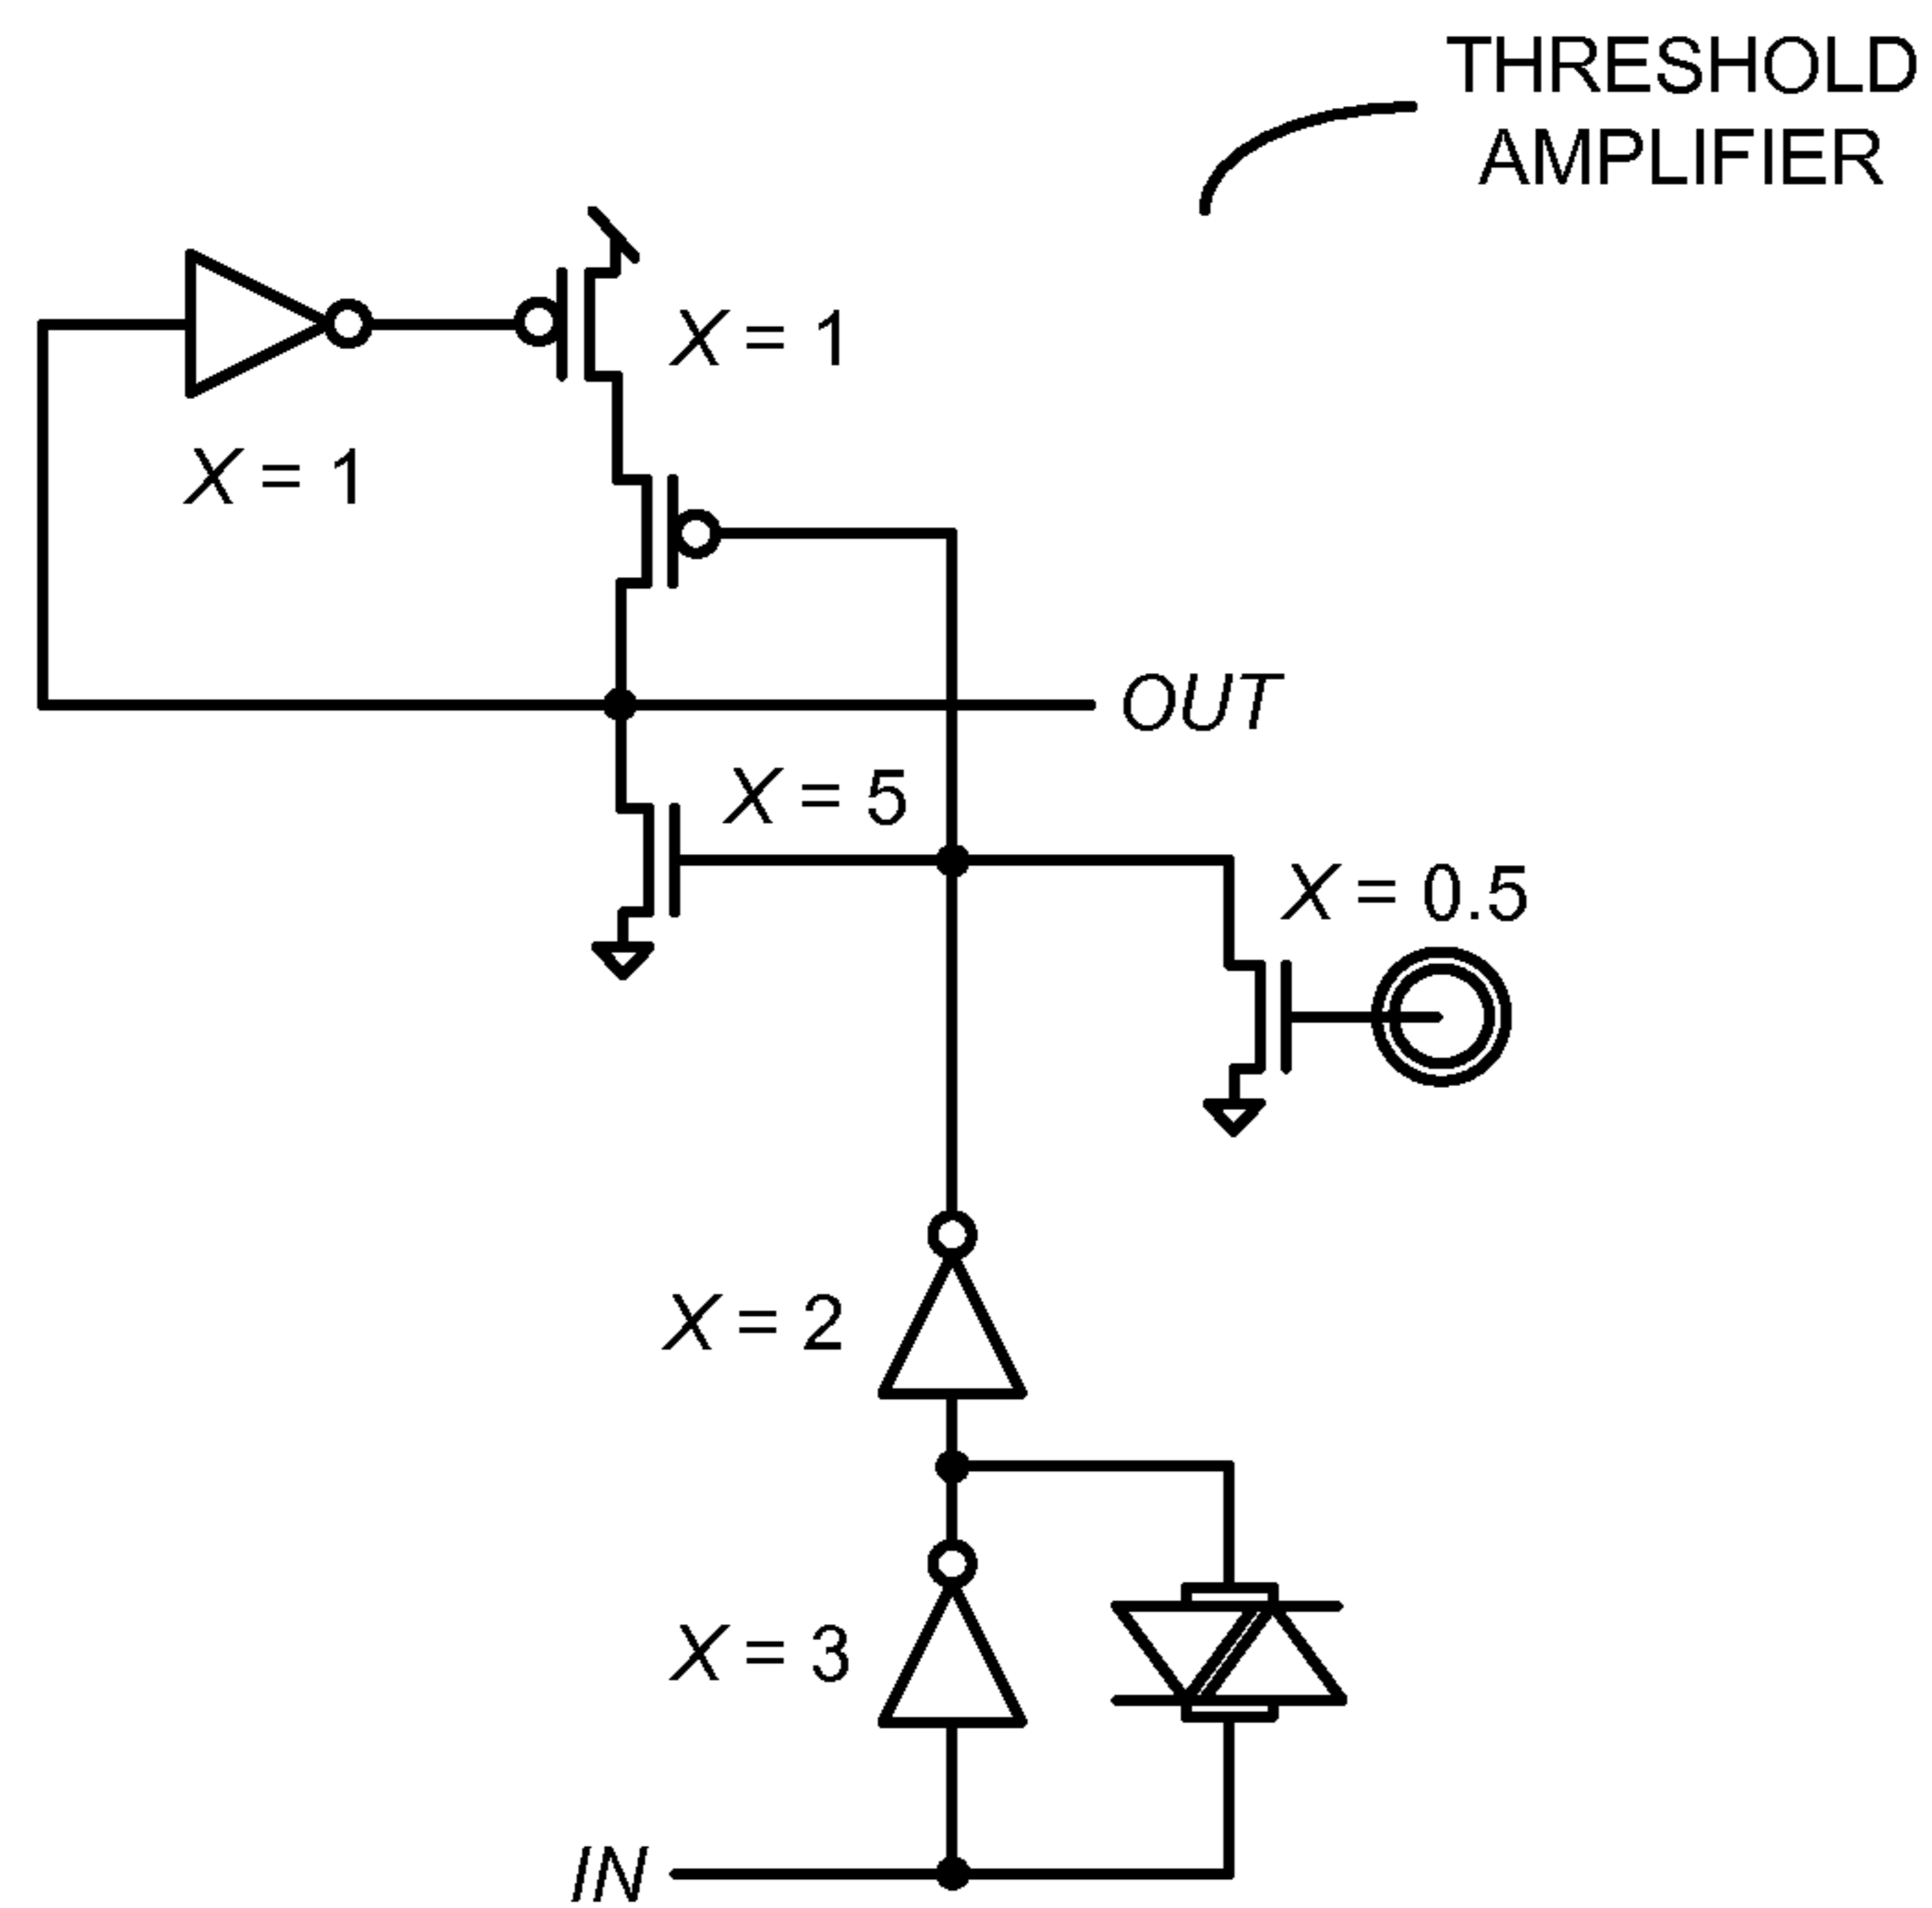 THRESHOLD
AMPLIFIER
X = 1
X = 1
OUT
X = 5
X = 0.5
X = 2
X = 3
IN